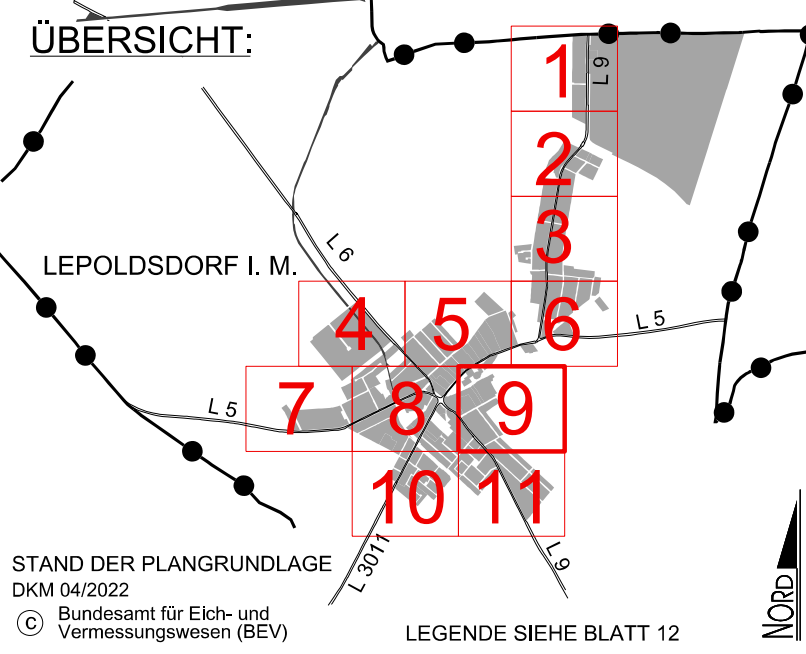 ÜBERSICHT:
1
L 9
2
3
L 6
LEPOLDSDORF I. M.
4
5
6
L 5
7
8
9
L 5
10
11
L 3011
L 9
STAND DER PLANGRUNDLAGE
DKM 04/2022
© Bundesamt für Eich- und
Vermessungswesen (BEV)
LEGENDE SIEHE BLATT 12
NORD